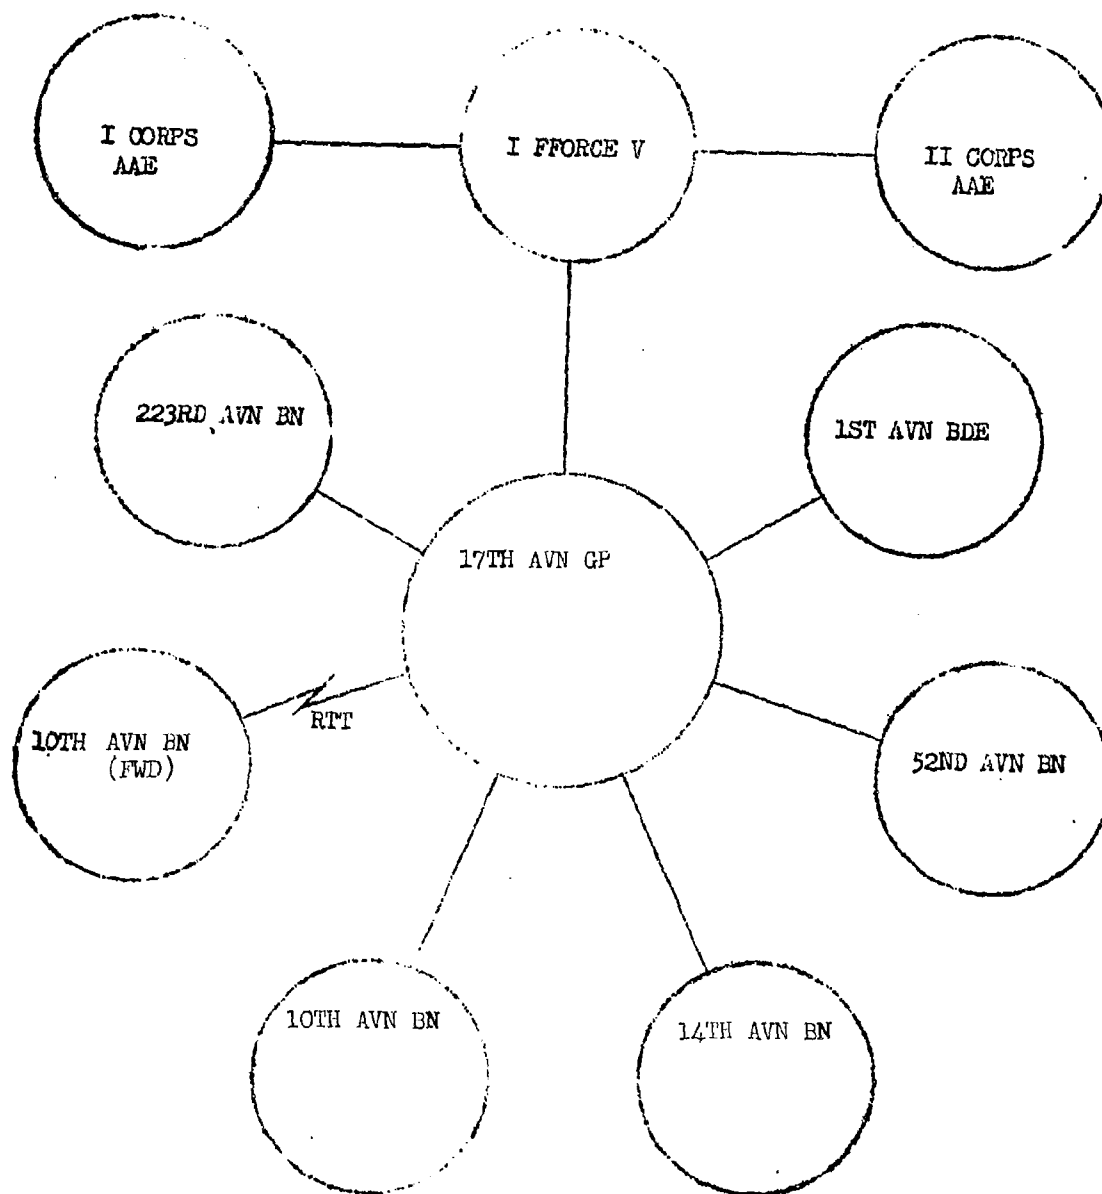 I CORPS
AAE
I FFORCE V
II CORPS
AAE
223RD AVN BN
1ST AVN BDE
17TH AVN GP
RTT
10TH AVN BN
(FWD)
52ND AVN BN
10TH AVN BN
14TH AVN BN